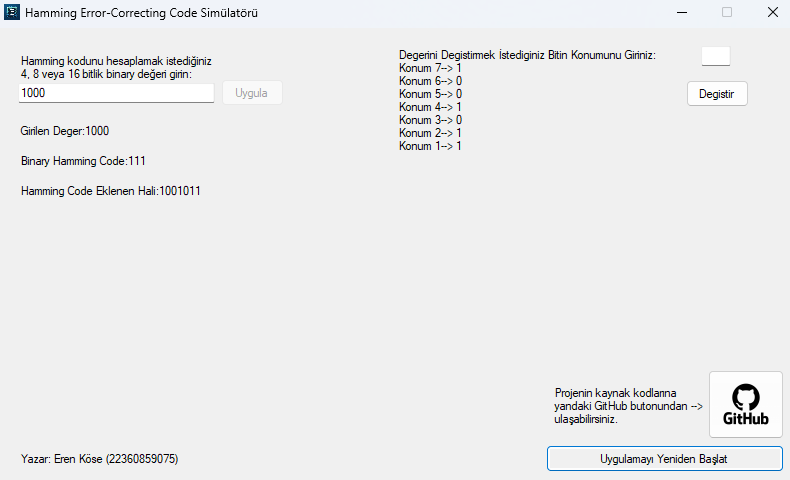 Hamming Error-Correcting Code Simülatörü
Hamming kodunu hesaplamak istediğiniz
4, 8 veya 16 bitlik binary değeri girin:
1000
Uygula
Girilen Deger:1000
Binary Hamming Code:111
Hamming Code Eklenen Hali:1001011
Degerini Degistirmek İstediginiz Bitin Konumunu Giriniz:
Konum 7--> 1
Konum 6--> 0
Konum 5--> 0
Konum 4--> 1
Konum 3--> 0
Konum 2--> 1
Konum 1--> 1
Degistir
Projenin kaynak kodlarına
yandaki GitHub butonundan -->
ulaşabilirsiniz.
GitHub
Yazar: Eren Köse (22360859075)
Uygulamayı Yeniden Başlat